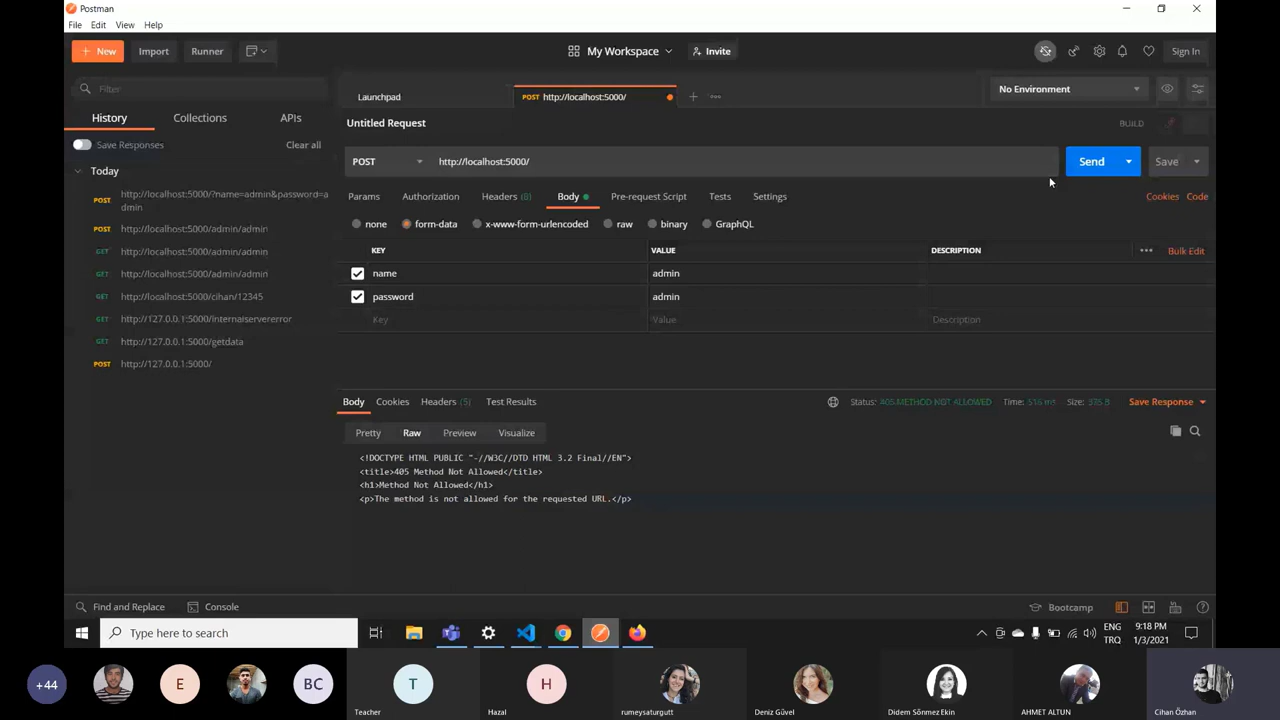 Postman
File Edit View Help
+ New Import Runner My Workspace Invite Sign In
Filter
Launchpad POST http://localhost:5000/ No Environment
History Collections APIs
Untitled Request BUILD
Save Responses Clear all
POST http://localhost:5000/ Send Save
Today
POST http://localhost:5000/?name=admin&password=a
dmin
Params Authorization Headers (8) Body Pre-request Script Tests Settings Cookies Code
POST http://localhost:5000/admin/admin
none form-data x-www-form-urlencoded raw binary GraphQL
GET http://localhost:5000/admin/admin
KEY VALUE DESCRIPTION Bulk Edit
GET http://localhost:5000/admin/admin
name admin
GET http://localhost:5000/cihan/12345
password admin
GET http://127.0.0.1:5000/internalservererror
Key Value Description
GET http://127.0.0.1:5000/getdata
POST http://127.0.0.1:5000/
Body Cookies Headers (5) Test Results Status: 405 METHOD NOT ALLOWED Time: 516 ms Size: 335 B Save Response
Pretty Raw Preview Visualize
<!DOCTYPE HTML PUBLIC "-//W3C//DTD HTML 3.2 Final//EN">
<title>405 Method Not Allowed</title>
<h1>Method Not Allowed</h1>
<p>The method is not allowed for the requested URL.</p>
Find and Replace Console Bootcamp
Type here to search
ENG 9:18 PM
TRQ 1/3/2021
+44 E BC T H
Teacher Hazal rumeysaturgutt Deniz Güvel Didem Sönmez Ekin AHMET ALTUN Cihan Özhan